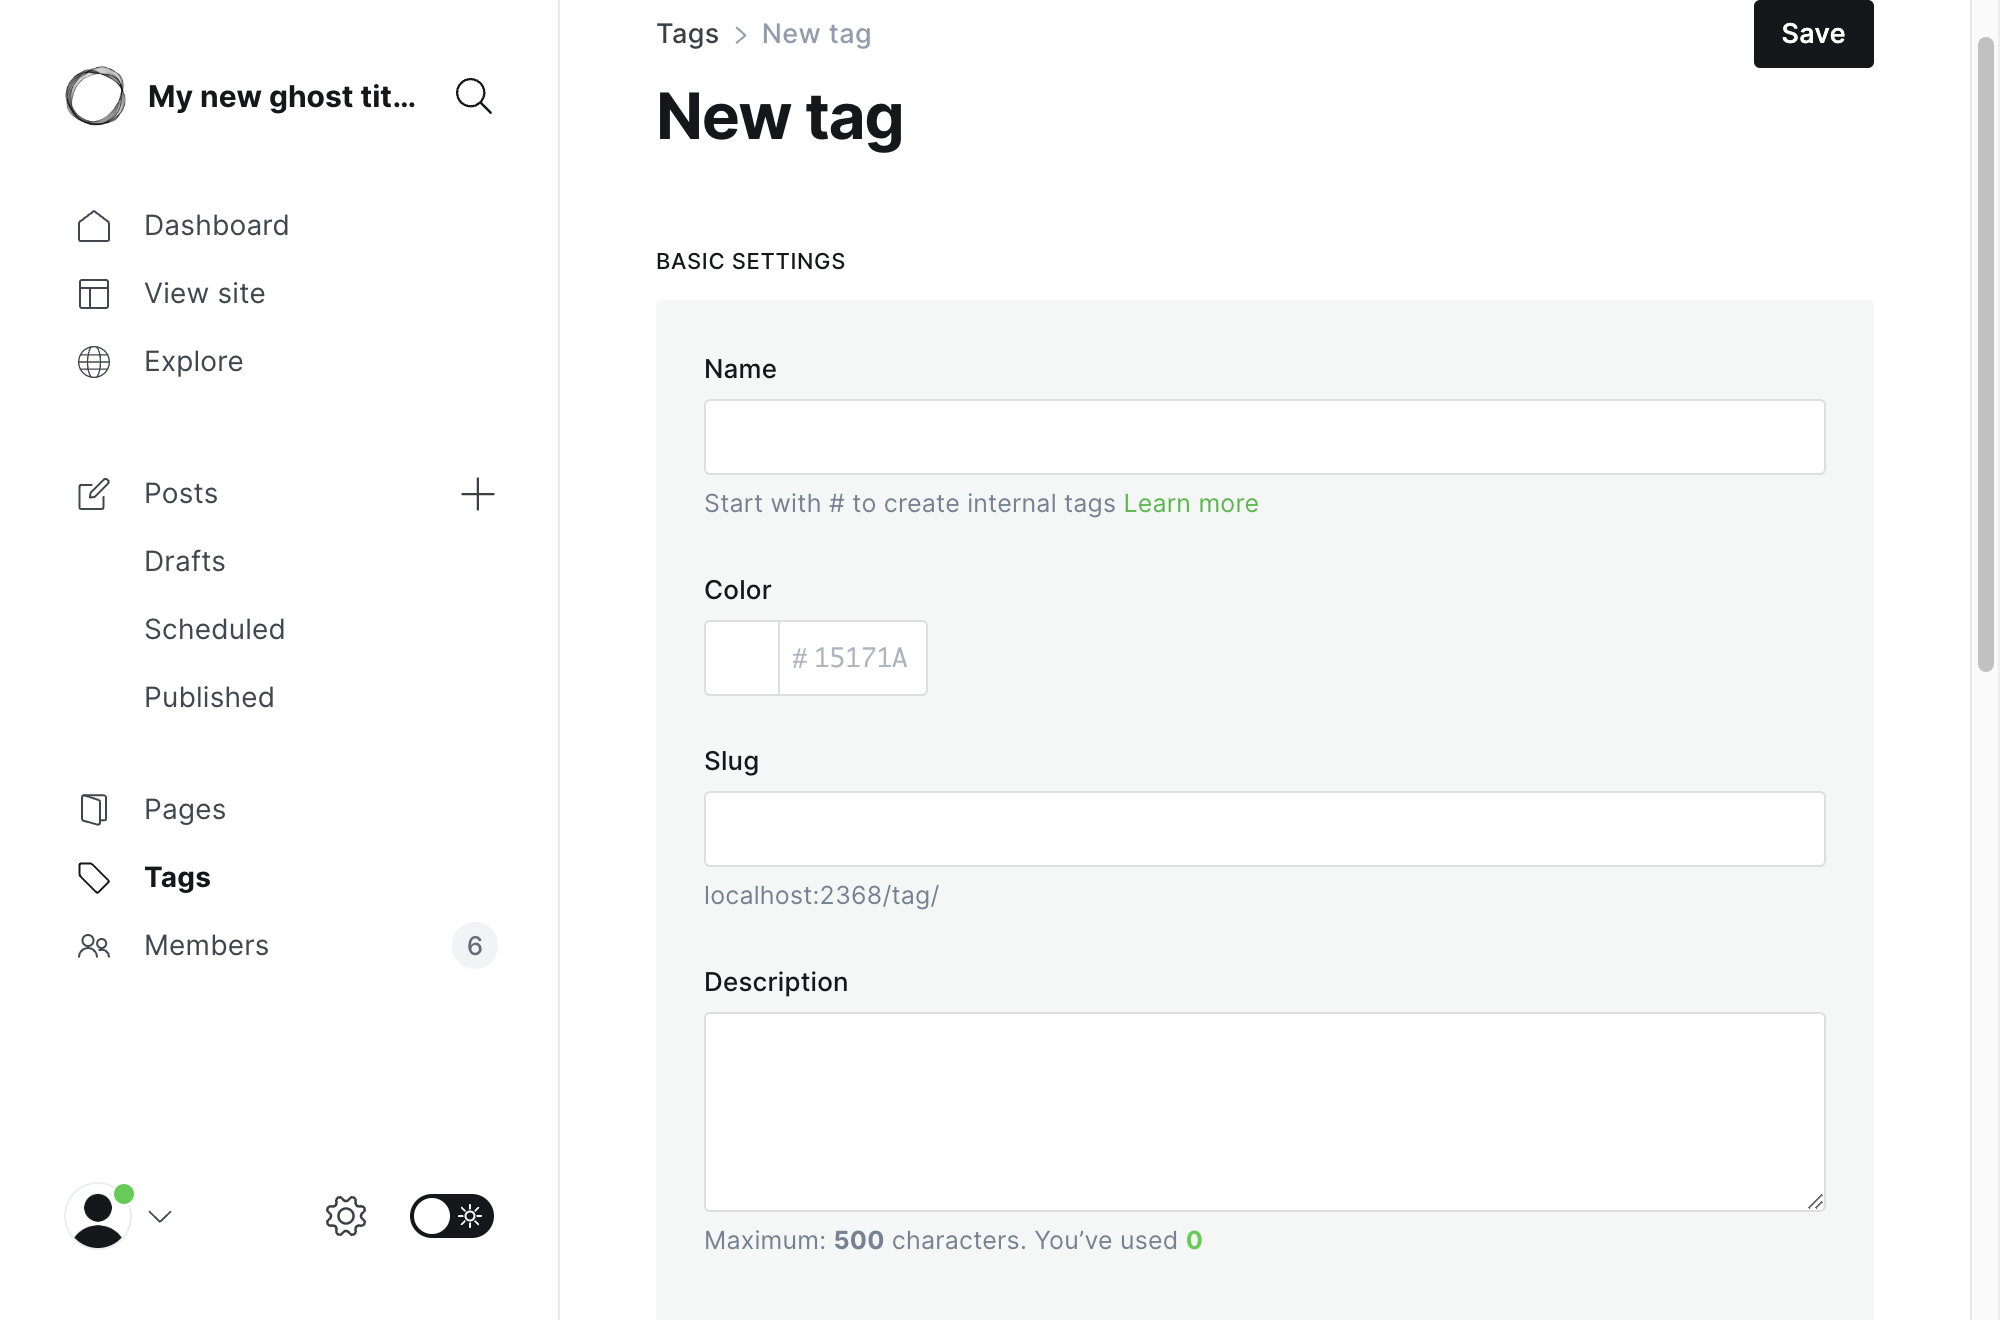 My new ghost tit...
Dashboard
View site
Explore
Posts
Drafts
Scheduled
Published
Pages
Tags
Members 6
Tags > New tag
Save
New tag
BASIC SETTINGS
Name
Start with # to create internal tags Learn more
Color
# 15171A
Slug
localhost:2368/tag/
Description
Maximum: 500 characters. You’ve used 0